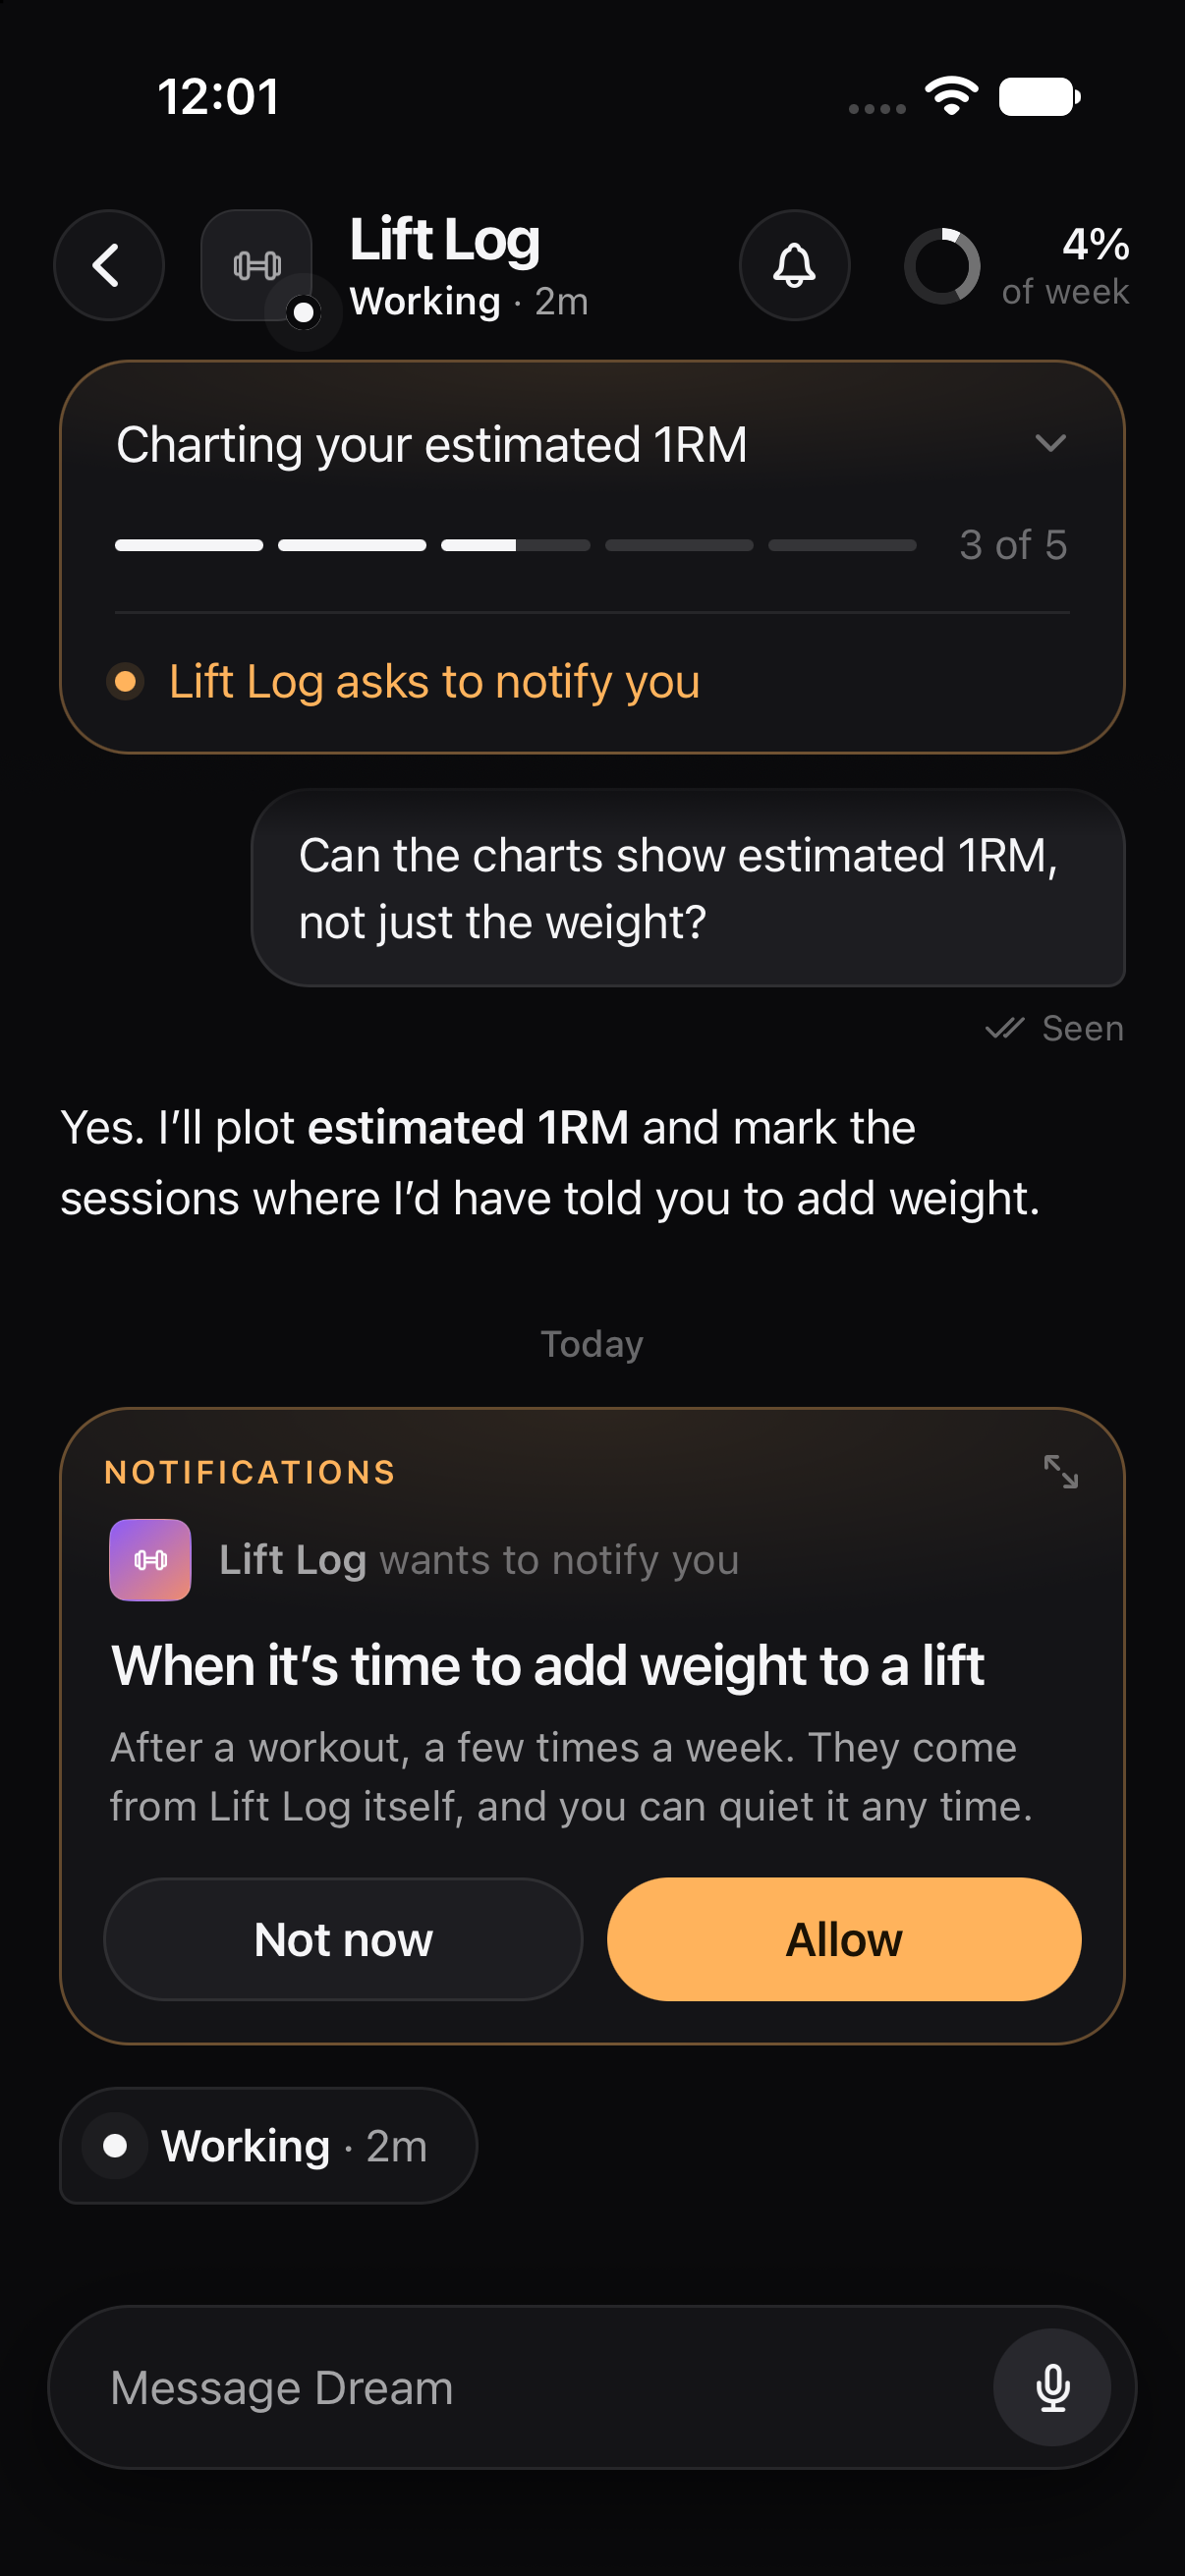 12:01
Lift Log
Working · 2m
4%
of week
Charting your estimated 1RM
3 of 5
Lift Log asks to notify you
Can the charts show estimated 1RM,
not just the weight?
Seen
Yes. I’ll plot estimated 1RM and mark the
sessions where I’d have told you to add weight.
Today
NOTIFICATIONS
Lift Log wants to notify you
When it’s time to add weight to a lift
After a workout, a few times a week. They come
from Lift Log itself, and you can quiet it any time.
Not now
Allow
Working · 2m
Message Dream